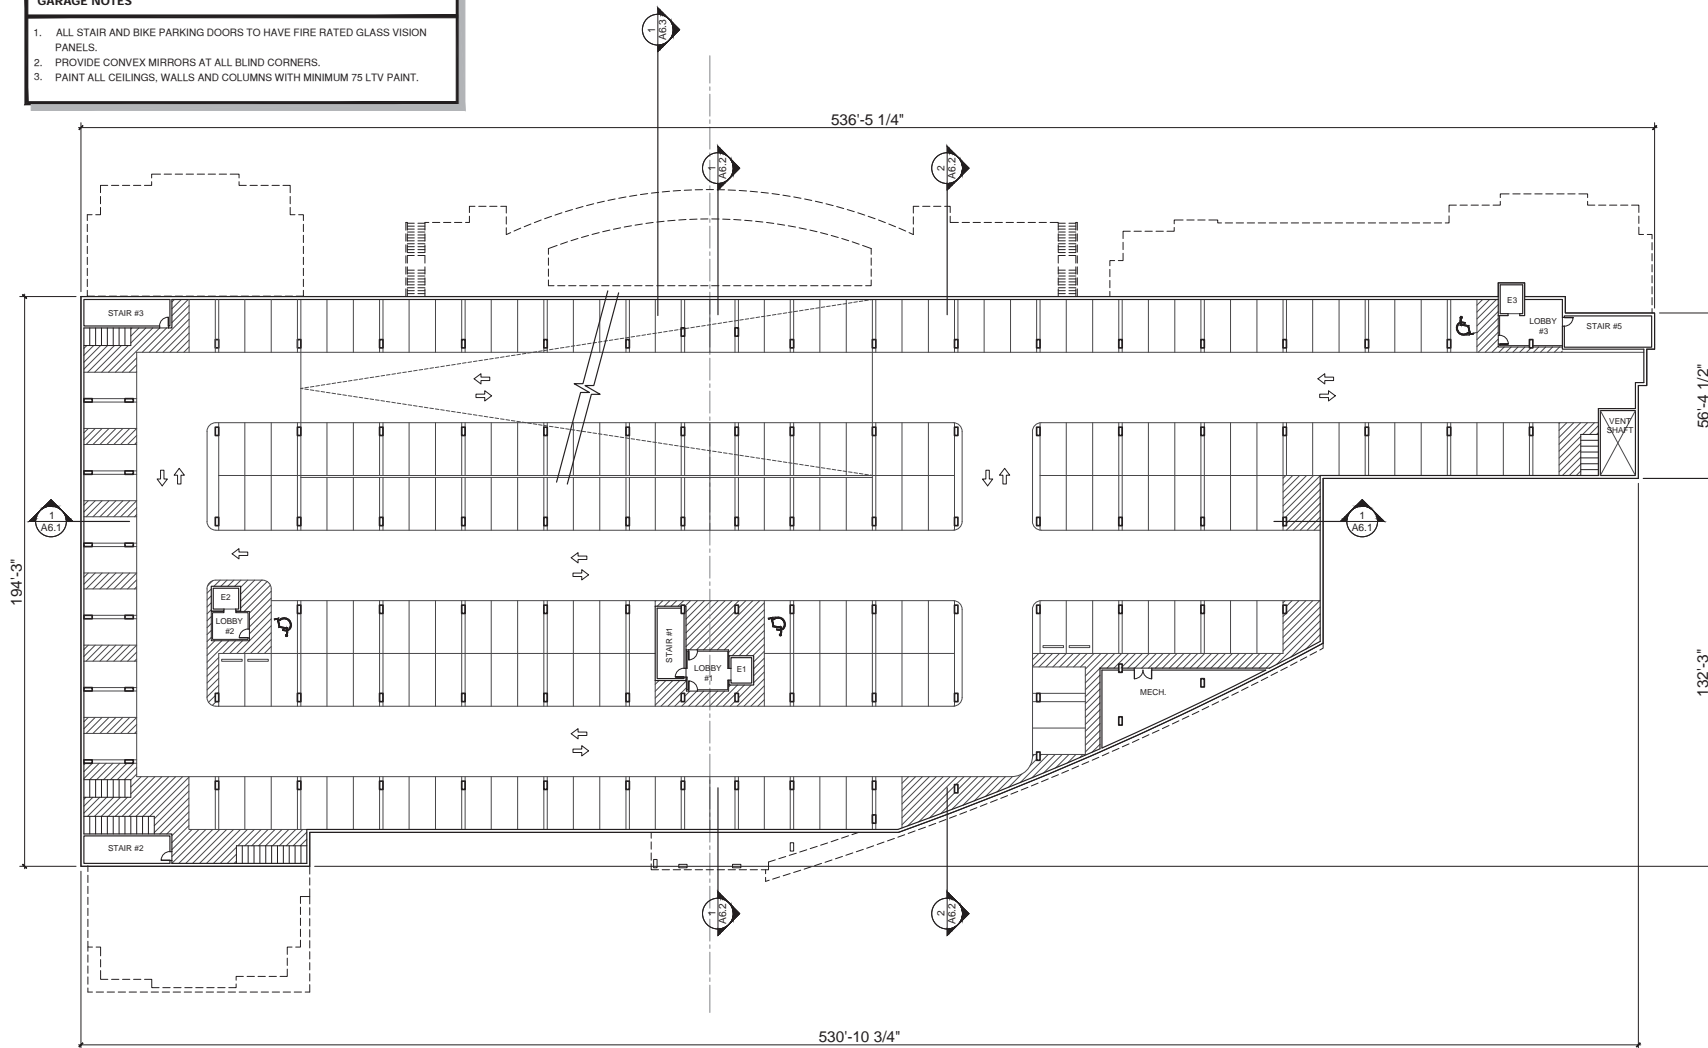 GARAGE NOTES
1. ALL STAIR AND BIKE PARKING DOORS TO HAVE FIRE RATED GLASS VISION
PANELS.
2. PROVIDE CONVEX MIRRORS AT ALL BLIND CORNERS.
3. PAINT ALL CEILINGS, WALLS AND COLUMNS WITH MINIMUM 75 LTV PAINT.
1
A6.3
536'-5 1/4"
1
A6.2
2
A6.2
STAIR #3
E3
LOBBY
#3
STAIR #5
56'-4 1/2"
VENT
SHAFT
1
A6.1
1
A6.1
194'-3"
E2
LOBBY
#2
STAIR #1
LOBBY
#1
E1
MECH.
132'-3"
STAIR #2
1
A6.2
2
A6.2
530'-10 3/4"